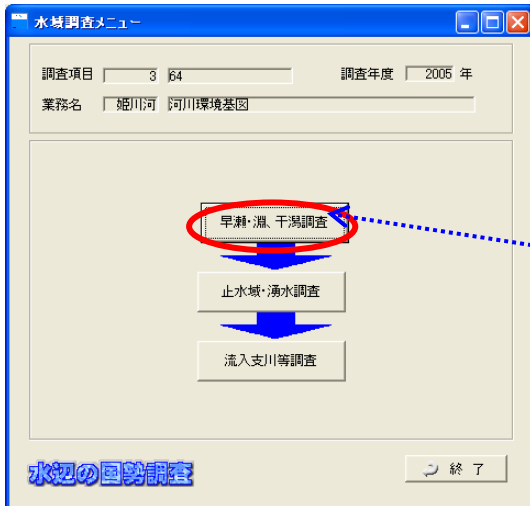 水域調査メニュー
調査項目 3 64 調査年度 2005 年
業務名 姫川河 河川環境基図
早瀬・淵、干潟調査
止水域・湧水調査
流入支川等調査
水辺の国勢調査
終 了